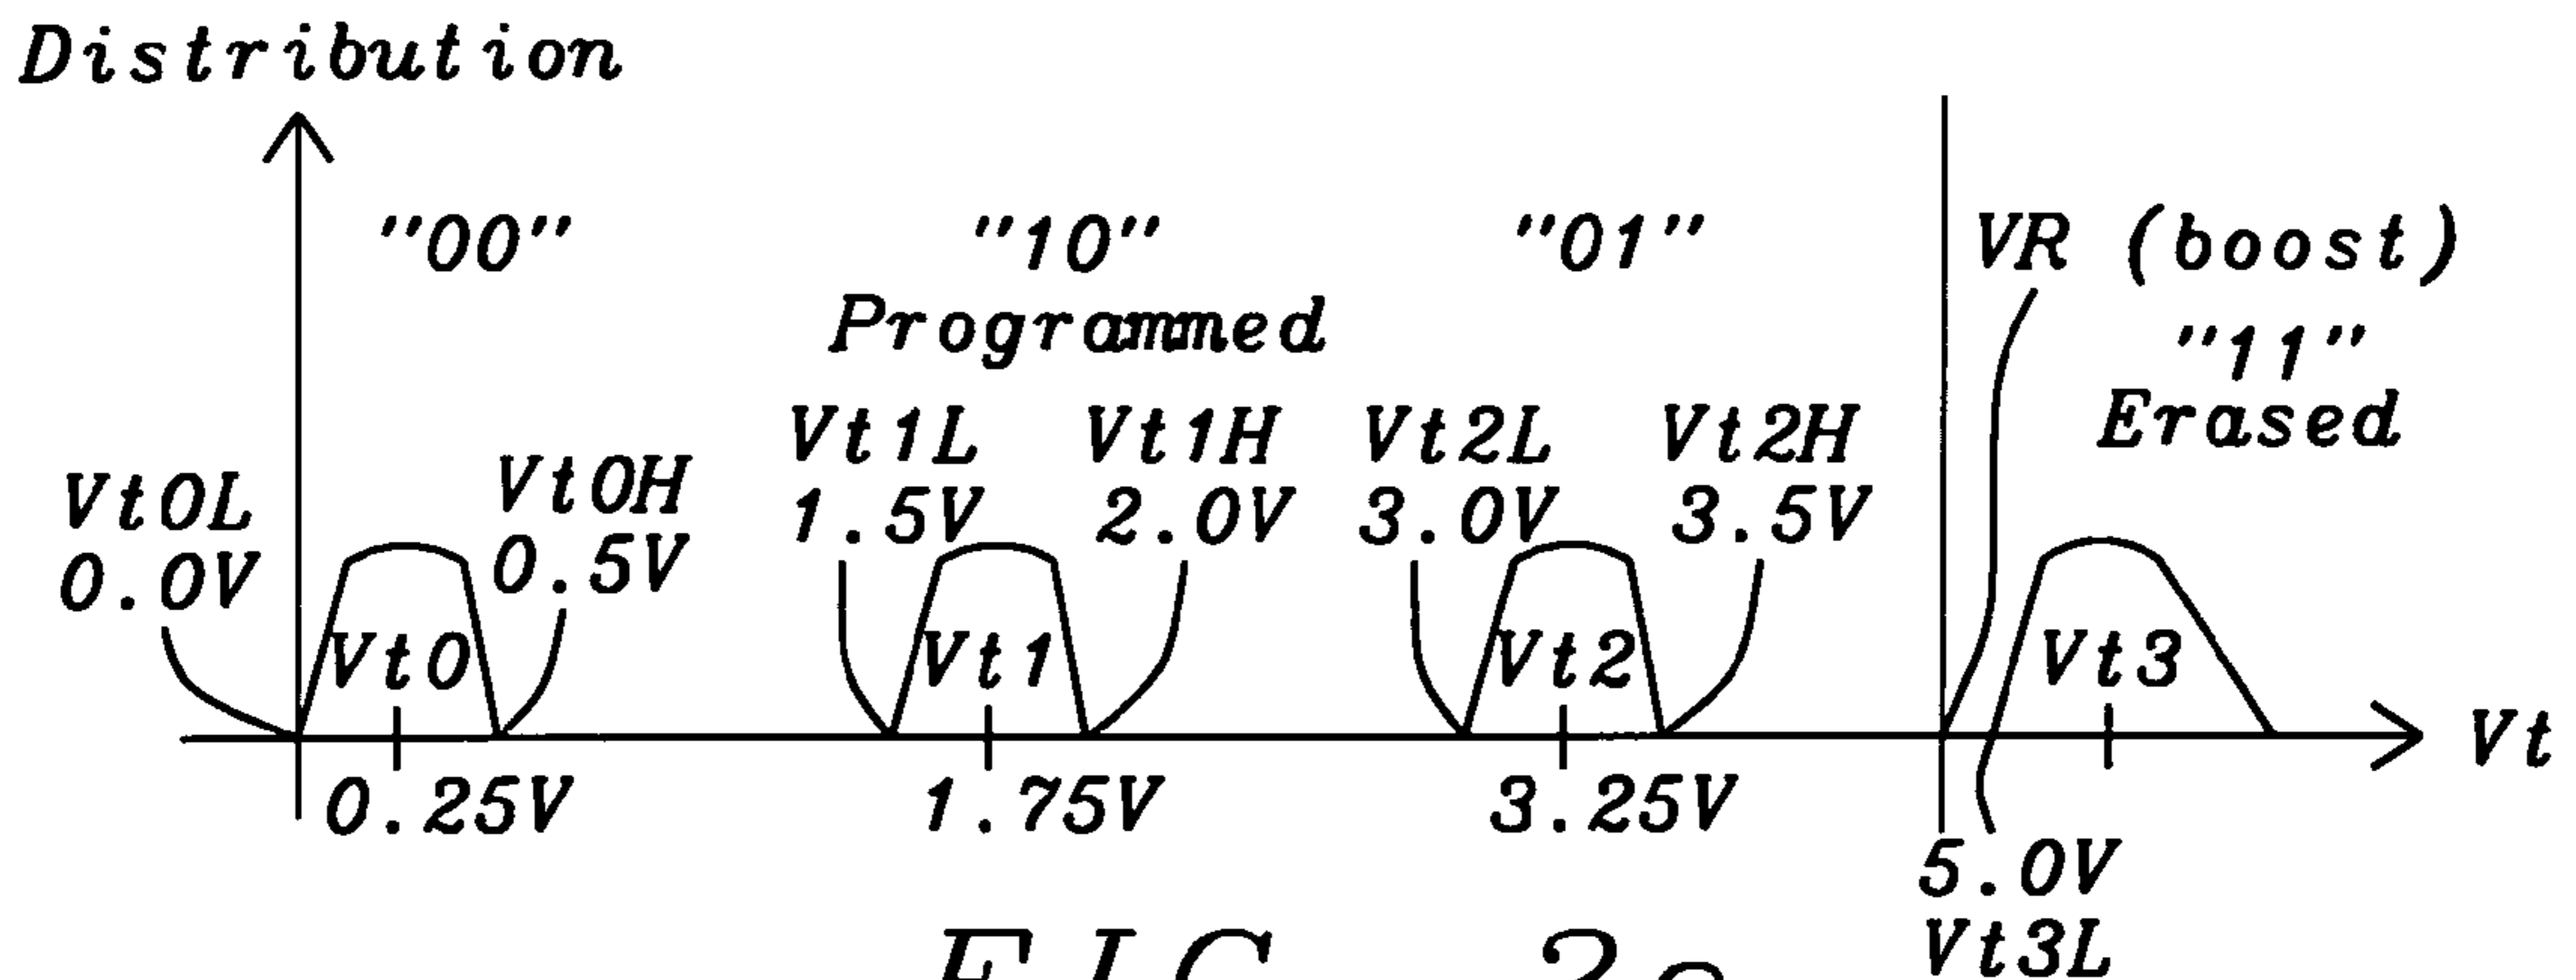 Distribution
"00"
"10"
Programmed
"01"
VR (boost)
"11"
Erased
Vt0L
0.0V
Vt0H
0.5V
Vt1L
1.5V
Vt1H
2.0V
Vt2L
3.0V
Vt2H
3.5V
Vt0
Vt1
Vt2
Vt3
Vt
0.25V
1.75V
3.25V
5.0V
Vt3L